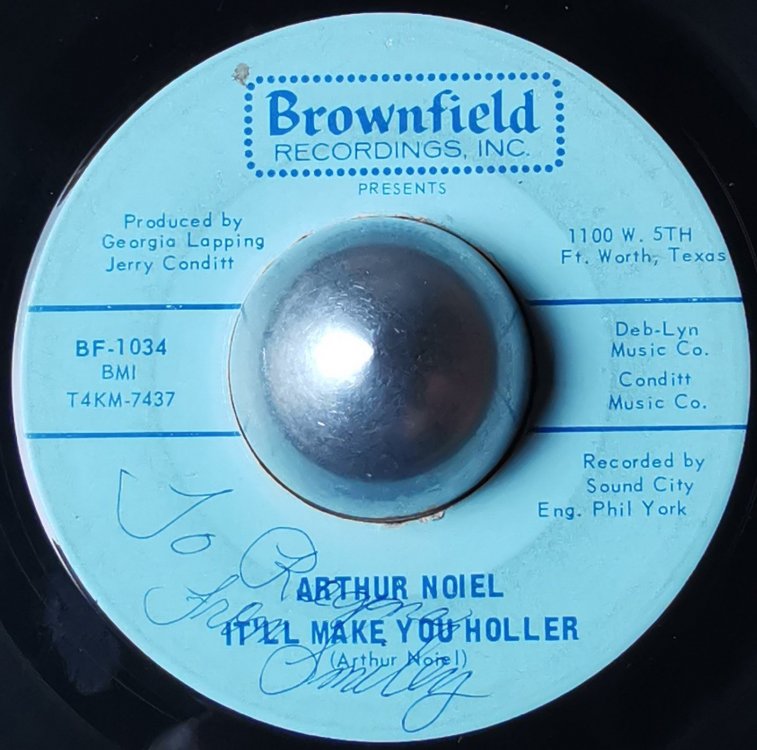 Brownfield
RECORDINGS, INC.
PRESENTS
Produced by
Georgia Lapping
Jerry Conditt
1100 W. 5TH
Ft. Worth, Texas
BF-1034
BMI
T4KM-7437
Deb-Lyn
Music Co.
Conditt
Music Co.
Recorded by
Sound City
Eng. Phil York
To
From
Smiley
ARTHUR NOIEL
IT'LL MAKE YOU HOLLER
(Arthur Noiel)